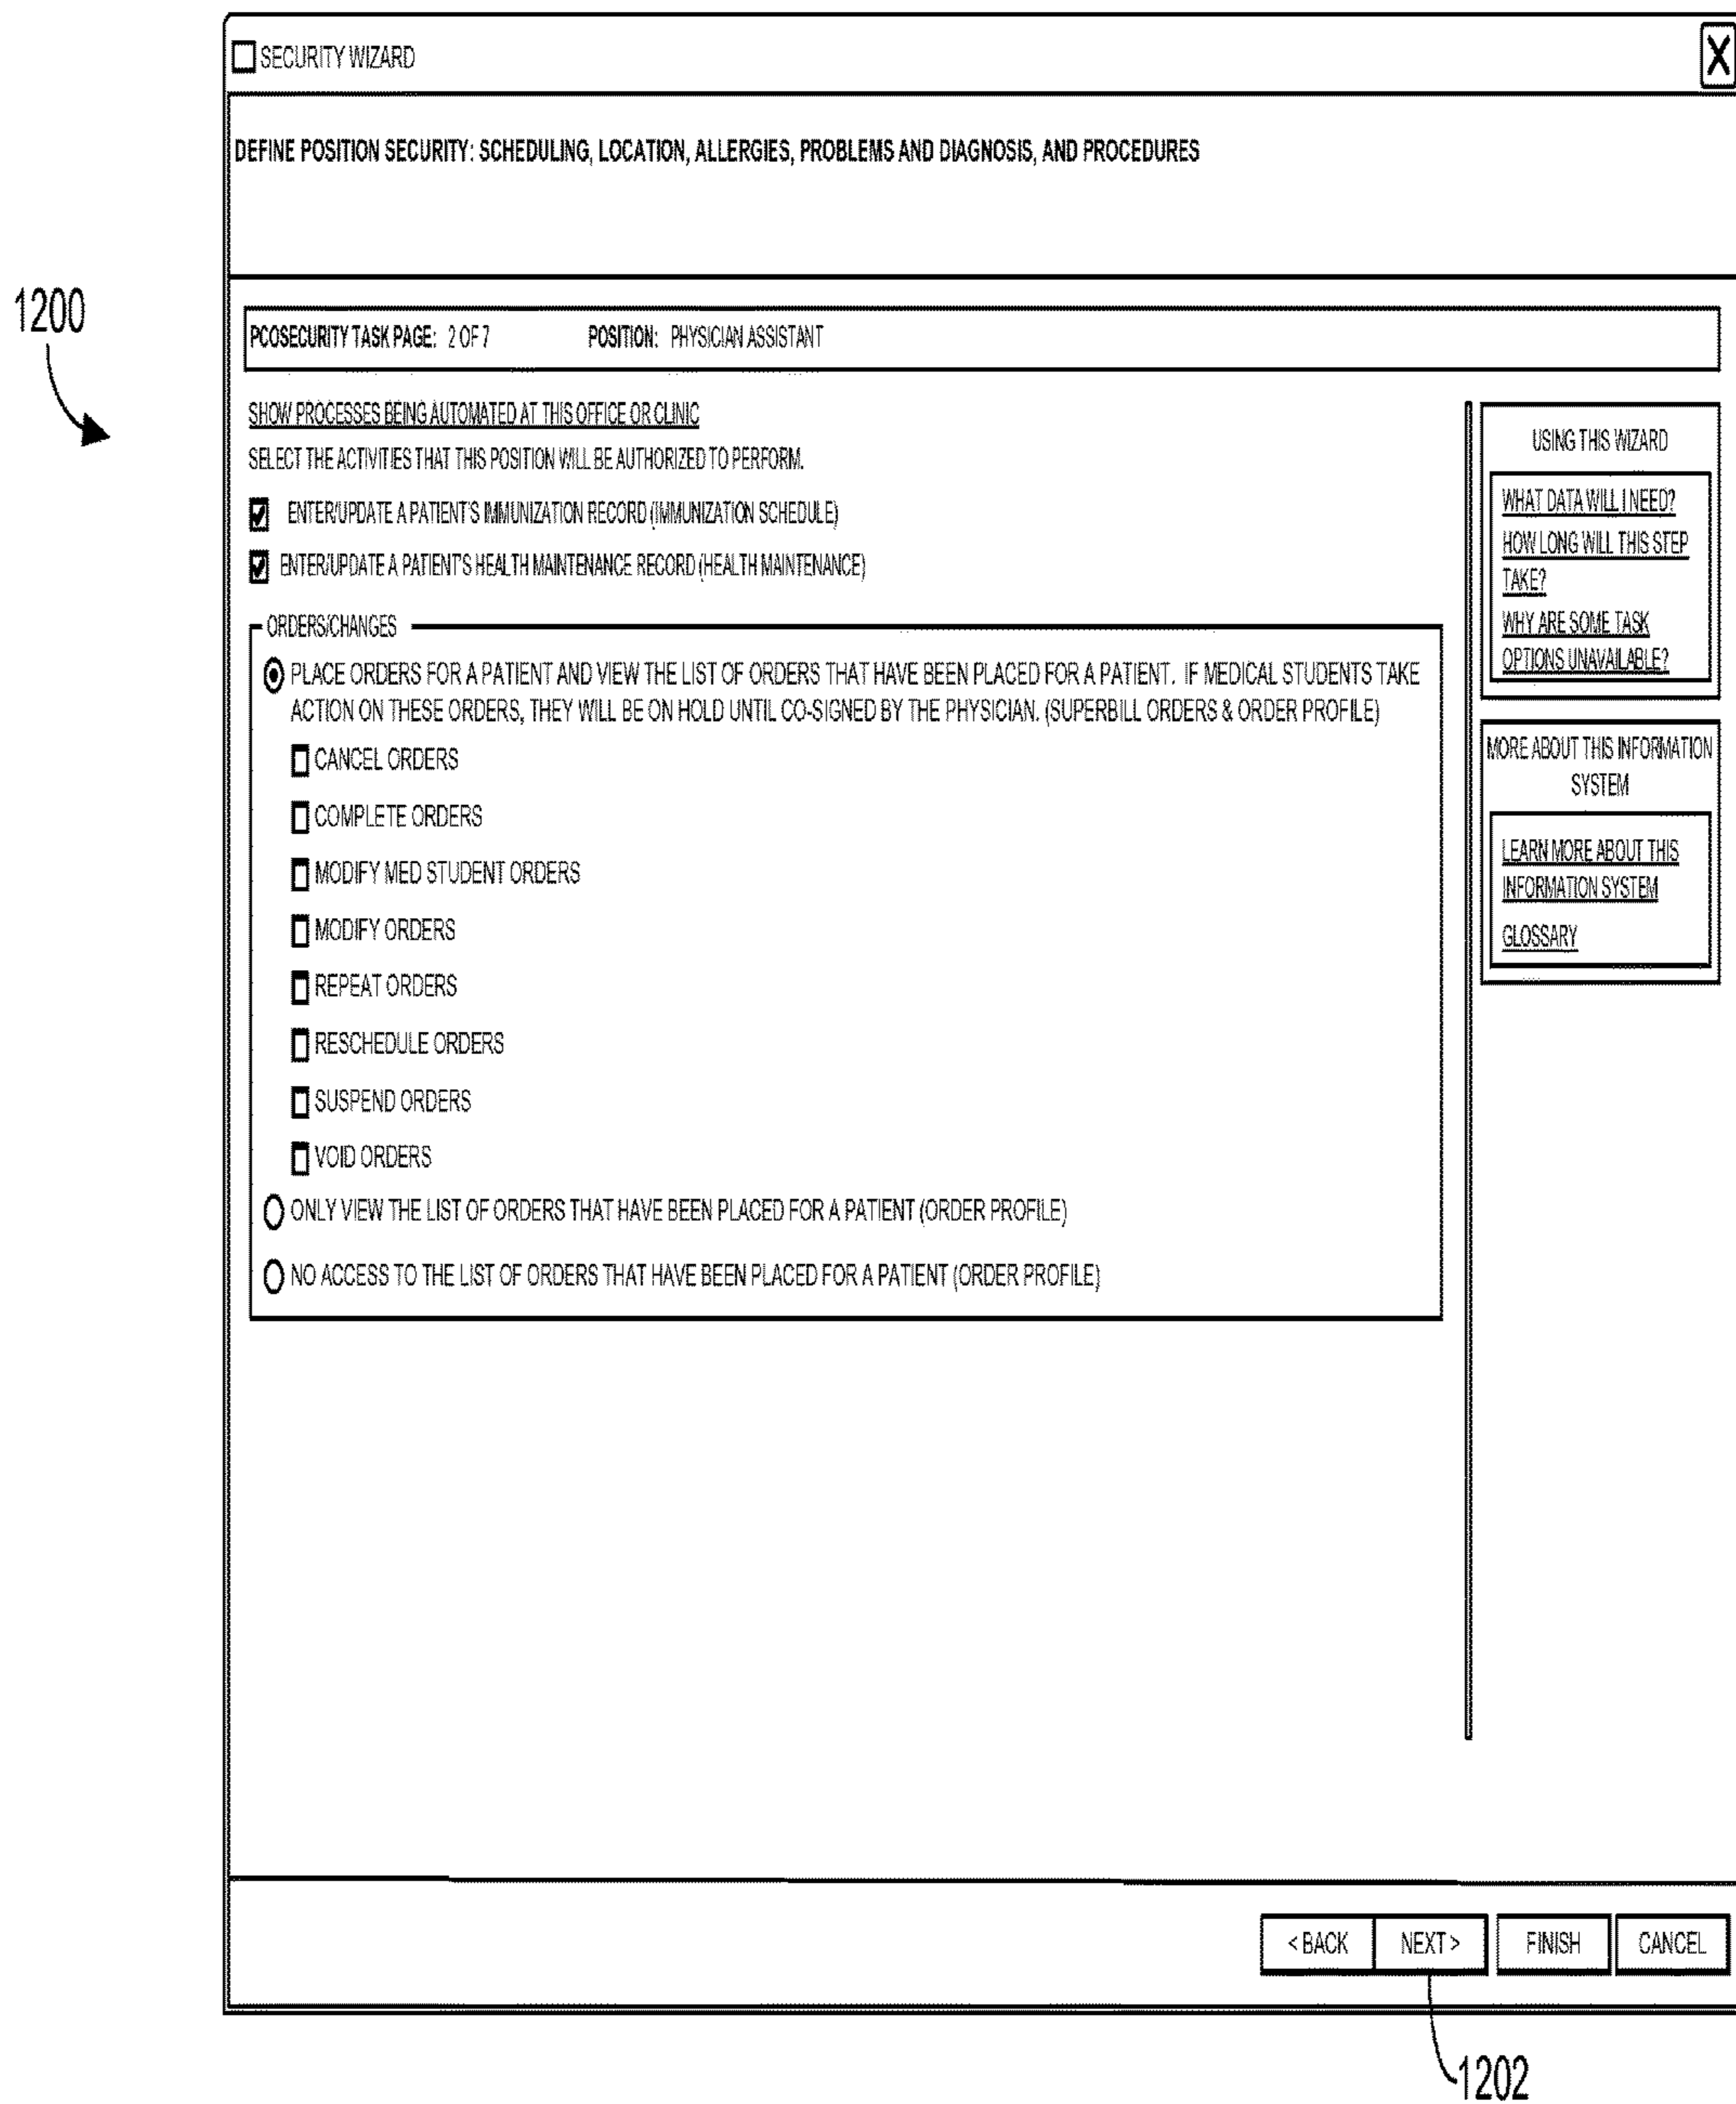 SECURITY WIZARD
X
DEFINE POSITION SECURITY: SCHEDULING, LOCATION, ALLERGIES, PROBLEMS AND DIAGNOSIS, AND PROCEDURES
1200
PCOSECURITY TASK PAGE: 2 OF 7 POSITION: PHYSICIAN ASSISTANT
SHOW PROCESSES BEING AUTOMATED AT THIS OFFICE OR CLINIC
SELECT THE ACTIVITIES THAT THIS POSITION WILL BE AUTHORIZED TO PERFORM.
ENTER/UPDATE A PATIENT'S IMMUNIZATION RECORD (IMMUNIZATION SCHEDULE)
ENTER/UPDATE A PATIENT'S HEALTH MAINTENANCE RECORD (HEALTH MAINTENANCE)
ORDERS/CHANGES
PLACE ORDERS FOR A PATIENT AND VIEW THE LIST OF ORDERS THAT HAVE BEEN PLACED FOR A PATIENT. IF MEDICAL STUDENTS TAKE
ACTION ON THESE ORDERS, THEY WILL BE ON HOLD UNTIL CO-SIGNED BY THE PHYSICIAN. (SUPERBILL ORDERS & ORDER PROFILE)
CANCEL ORDERS
COMPLETE ORDERS
MODIFY MED STUDENT ORDERS
MODIFY ORDERS
REPEAT ORDERS
RESCHEDULE ORDERS
SUSPEND ORDERS
VOID ORDERS
ONLY VIEW THE LIST OF ORDERS THAT HAVE BEEN PLACED FOR A PATIENT (ORDER PROFILE)
NO ACCESS TO THE LIST OF ORDERS THAT HAVE BEEN PLACED FOR A PATIENT (ORDER PROFILE)
USING THIS WIZARD
WHAT DATA WILL I NEED?
HOW LONG WILL THIS STEP
TAKE?
WHY ARE SOME TASK
OPTIONS UNAVAILABLE?
MORE ABOUT THIS INFORMATION
SYSTEM
LEARN MORE ABOUT THIS
INFORMATION SYSTEM
GLOSSARY
< BACK NEXT > FINISH CANCEL
1202